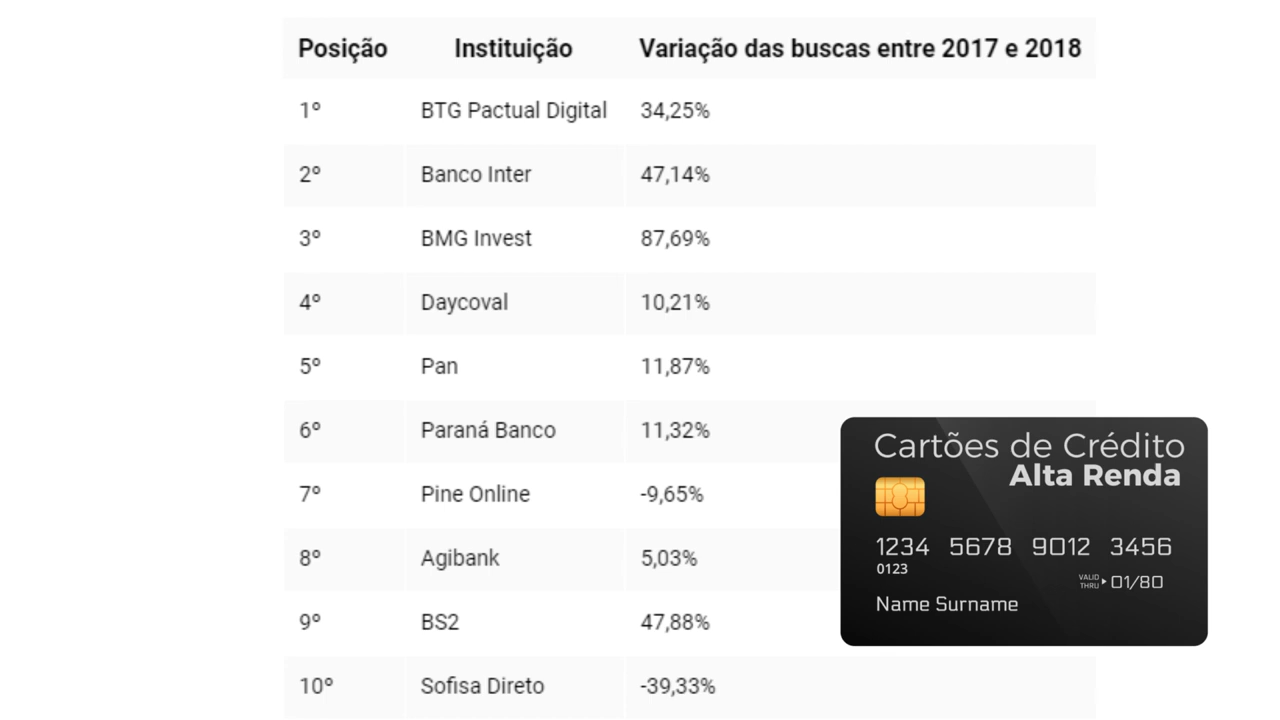 Posição Instituição Variação das buscas entre 2017 e 2018
1º BTG Pactual Digital 34,25%
2º Banco Inter 47,14%
3º BMG Invest 87,69%
4º Daycoval 10,21%
5º Pan 11,87%
6º Paraná Banco 11,32%
7º Pine Online -9,65%
8º Agibank 5,03%
9º BS2 47,88%
10º Sofisa Direto -39,33%
Cartões de Crédito
Alta Renda
1234 5678 9012 3456
0123
VALID
THRU 01/80
Name Surname